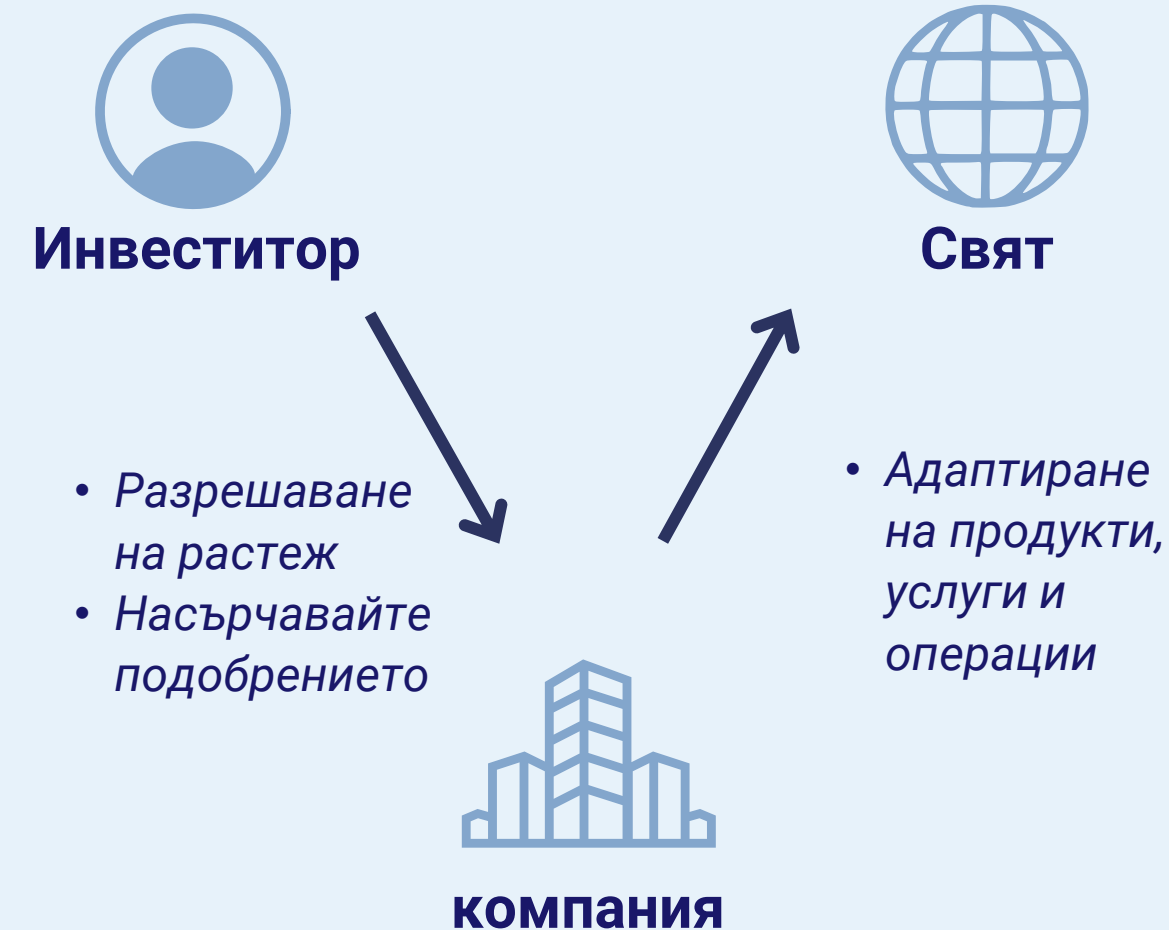 Инвеститор
Свят
• Разрешаване
на растеж
• Насърчавайте
подобрението
• Адаптиране
на продукти,
услуги и
операции
компания